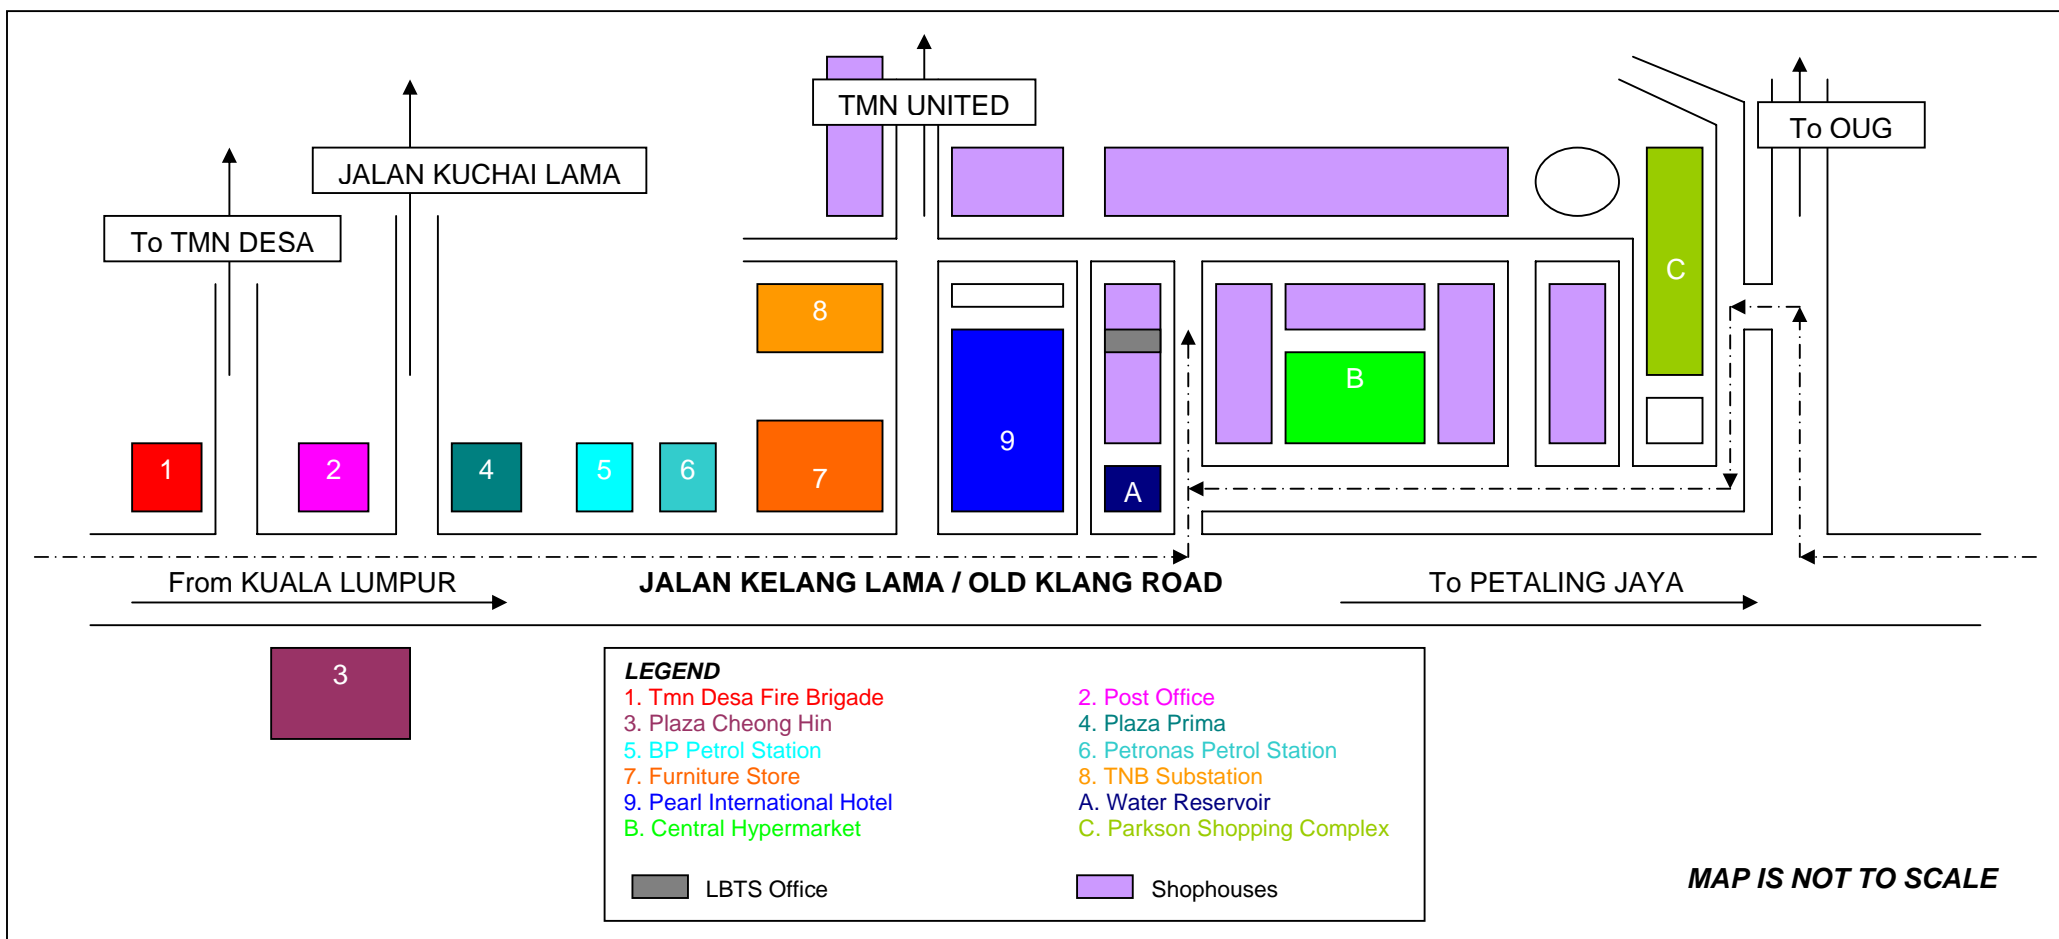 TMN UNITED
To OUG
JALAN KUCHAI LAMA
To TMN DESA
C
8
B
9
1
2
4
5
6
7
A
From KUALA LUMPUR
JALAN KELANG LAMA / OLD KLANG ROAD
To PETALING JAYA
3
LEGEND
1. Tmn Desa Fire Brigade
2. Post Office
3. Plaza Cheong Hin
4. Plaza Prima
5. BP Petrol Station
6. Petronas Petrol Station
7. Furniture Store
8. TNB Substation
9. Pearl International Hotel
A. Water Reservoir
B. Central Hypermarket
C. Parkson Shopping Complex
LBTS Office
Shophouses
MAP IS NOT TO SCALE